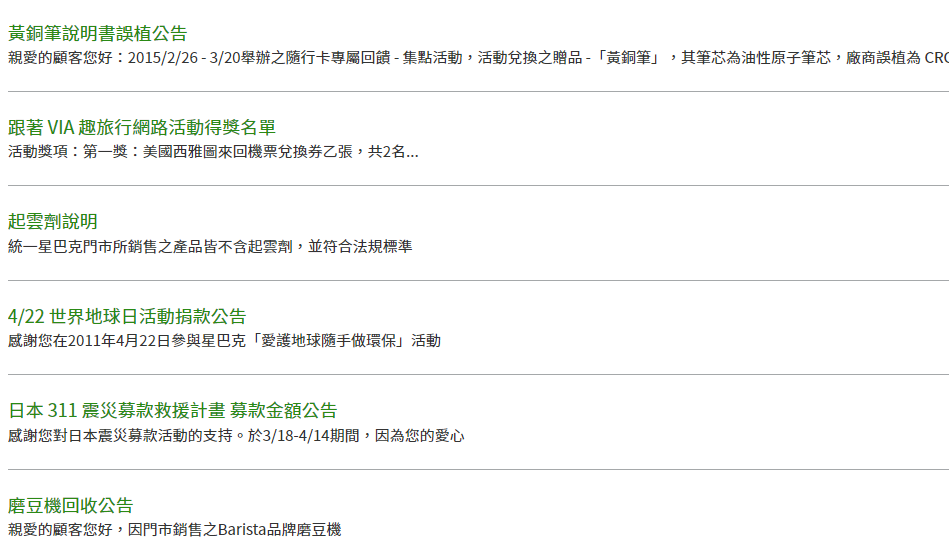 黃銅筆說明書誤植公告
親愛的顧客您好：2015/2/26 - 3/20舉辦之隨行卡專屬回饋 - 集點活動，活動兌換之贈品 -「黃銅筆」，其筆芯為油性原子筆芯，廠商誤植為
跟著 VIA 趣旅行網路活動得獎名單
活動獎項：第一獎：美國西雅圖來回機票兌換券乙張，共2名...
起雲劑說明
統一星巴克門市所銷售之產品皆不含起雲劑，並符合法規標準
4/22 世界地球日活動捐款公告
感謝您在2011年4月22日參與星巴克「愛護地球隨手做環保」活動
日本 311 震災募款救援計畫 募款金額公告
感謝您對日本震災募款活動的支持。於3/18-4/14期間，因為您的愛心
磨豆機回收公告
親愛的顧客您好，因門市銷售之Barista品牌磨豆機